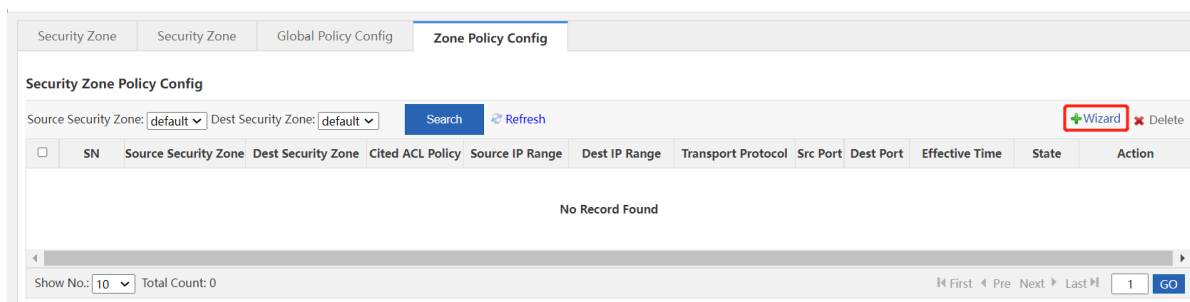 Security Zone Security Zone Global Policy Config Zone Policy Config
Security Zone Policy Config
Source Security Zone: default Dest Security Zone: default Search Refresh Wizard Delete
SN Source Security Zone Dest Security Zone Cited ACL Policy Source IP Range Dest IP Range Transport Protocol Src Port Dest Port Effective Time State Action
No Record Found
Show No.: 10 Total Count: 0 First Pre Next Last 1 GO